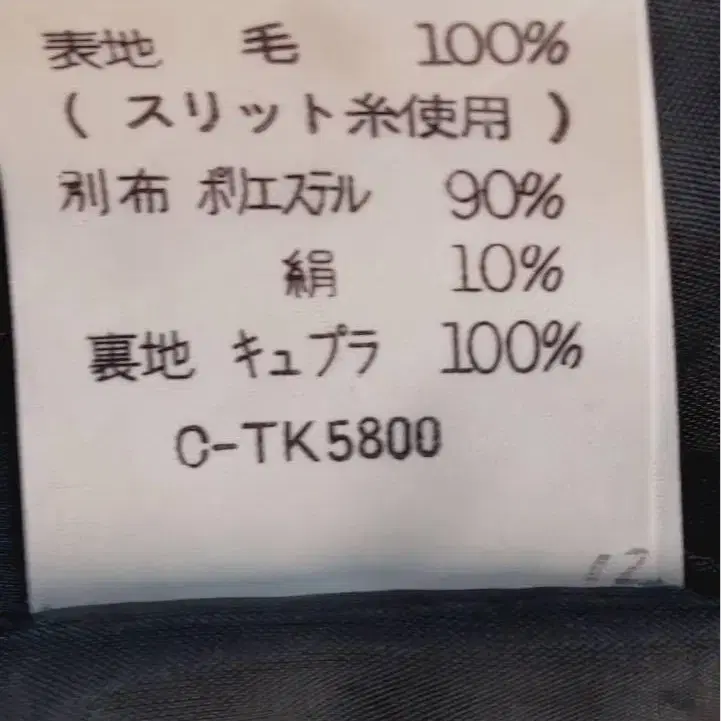 表地 毛 100%
( スリット糸使用 )
別布 ポリエステル 90%
絹 10%
裏地 キュプラ 100%
C-TK5800